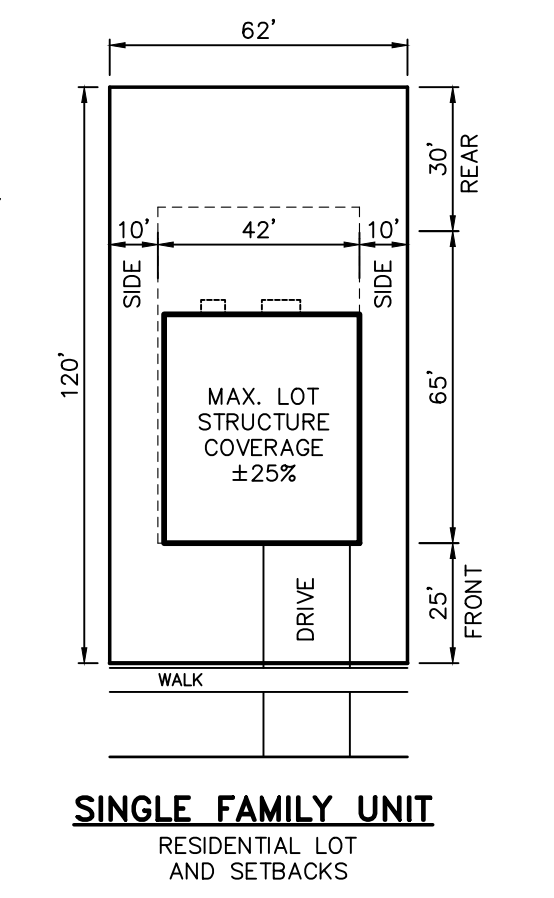 62'
30'
REAR
10'
42'
10'
SIDE
SIDE
120'
65'
MAX. LOT
STRUCTURE
COVERAGE
±25%
DRIVE
25'
FRONT
WALK
SINGLE FAMILY UNIT
RESIDENTIAL LOT
AND SETBACKS